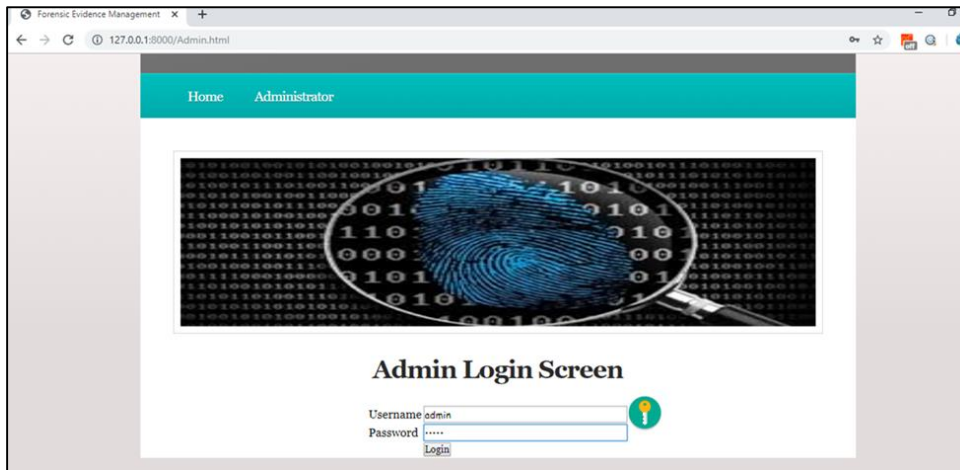 Forensic Evidence Management
127.0.0.1:8000/Admin.html
off
Home Administrator
Admin Login Screen
Username admin
Password •••••
Login